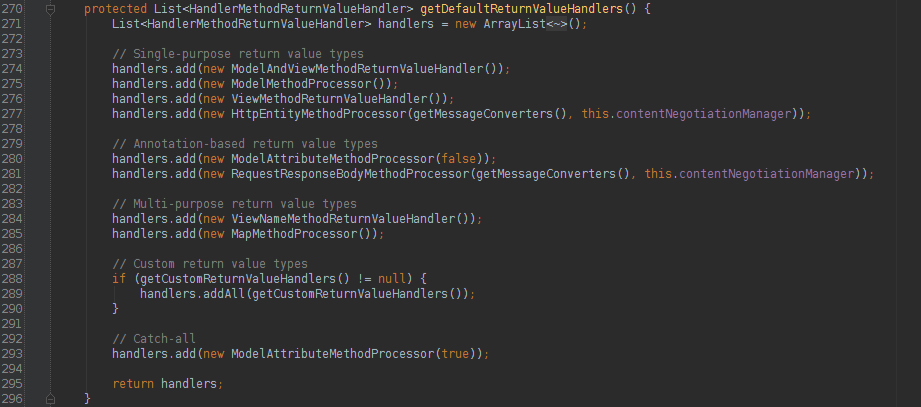 270 protected List<HandlerMethodReturnValueHandler> getDefaultReturnValueHandlers() {
271 List<HandlerMethodReturnValueHandler> handlers = new ArrayList<~>();
272
273 // Single-purpose return value types
274 handlers.add(new ModelAndViewMethodReturnValueHandler());
275 handlers.add(new ModelMethodProcessor());
276 handlers.add(new ViewMethodReturnValueHandler());
277 handlers.add(new HttpEntityMethodProcessor(getMessageConverters(), this.contentNegotiationManager));
278
279 // Annotation-based return value types
280 handlers.add(new ModelAttributeMethodProcessor(false));
281 handlers.add(new RequestResponseBodyMethodProcessor(getMessageConverters(), this.contentNegotiationManager));
282
283 // Multi-purpose return value types
284 handlers.add(new ViewNameMethodReturnValueHandler());
285 handlers.add(new MapMethodProcessor());
286
287 // Custom return value types
288 if (getCustomReturnValueHandlers() != null) {
289 handlers.addAll(getCustomReturnValueHandlers());
290 }
291
292 // Catch-all
293 handlers.add(new ModelAttributeMethodProcessor(true));
294
295 return handlers;
296 }